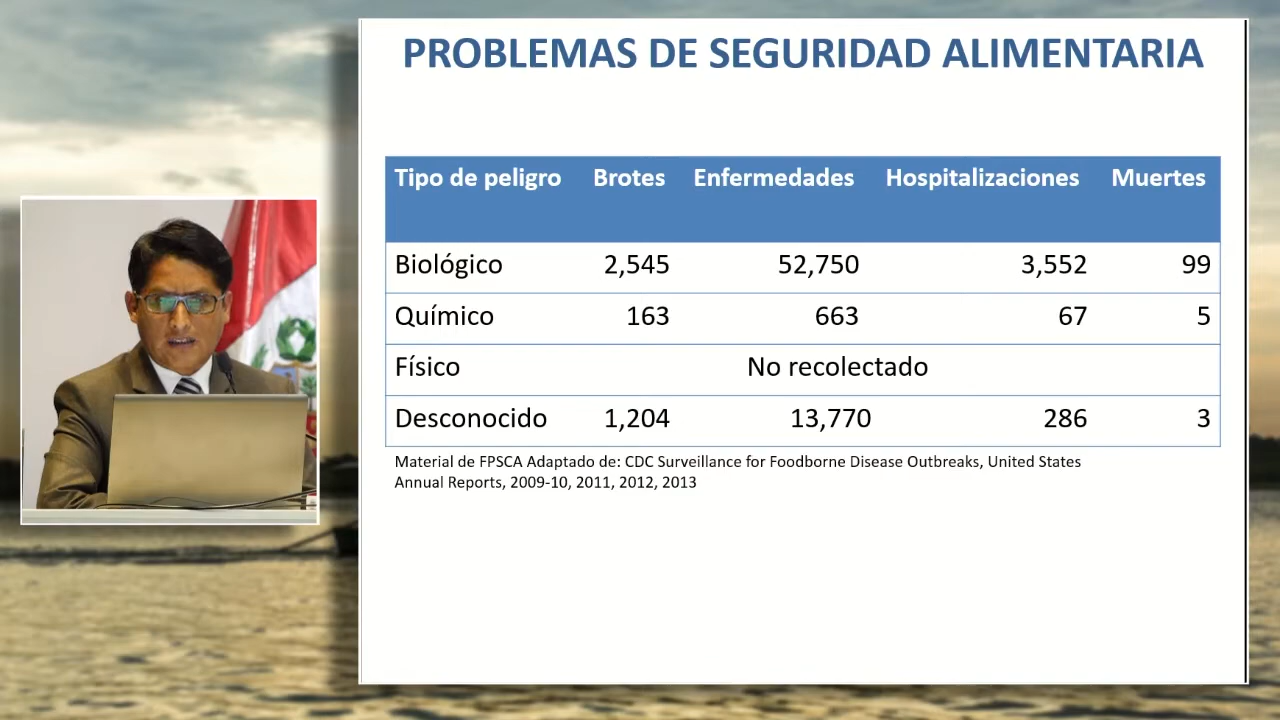 PROBLEMAS DE SEGURIDAD ALIMENTARIA
Tipo de peligro Brotes Enfermedades Hospitalizaciones Muertes
Biológico 2,545 52,750 3,552 99
Químico 163 663 67 5
Físico No recolectado
Desconocido 1,204 13,770 286 3
Material de FPSCA Adaptado de: CDC Surveillance for Foodborne Disease Outbreaks, United States
Annual Reports, 2009-10, 2011, 2012, 2013